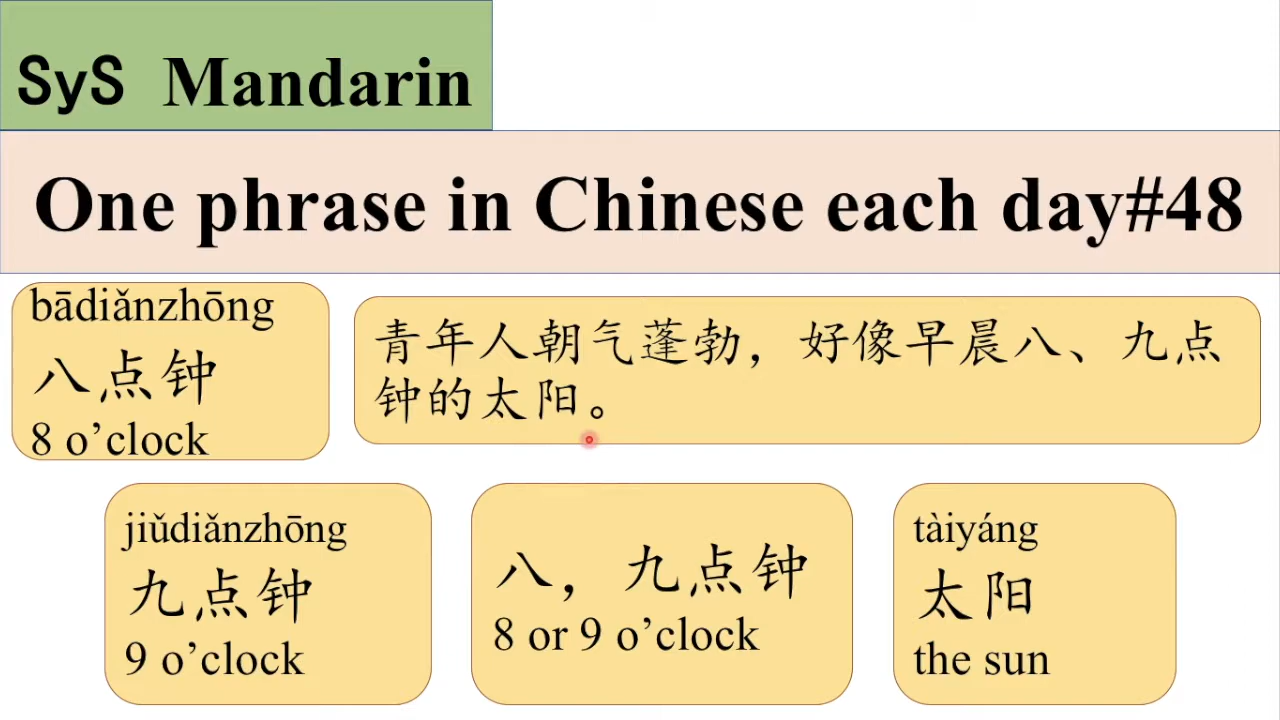 SyS Mandarin
One phrase in Chinese each day#48
bādiǎnzhōng
八点钟
8 o’clock
青年人朝气蓬勃，好像早晨八、九点
钟的太阳。
jiǔdiǎnzhōng
九点钟
9 o’clock
八，九点钟
8 or 9 o’clock
tàiyáng
太阳
the sun